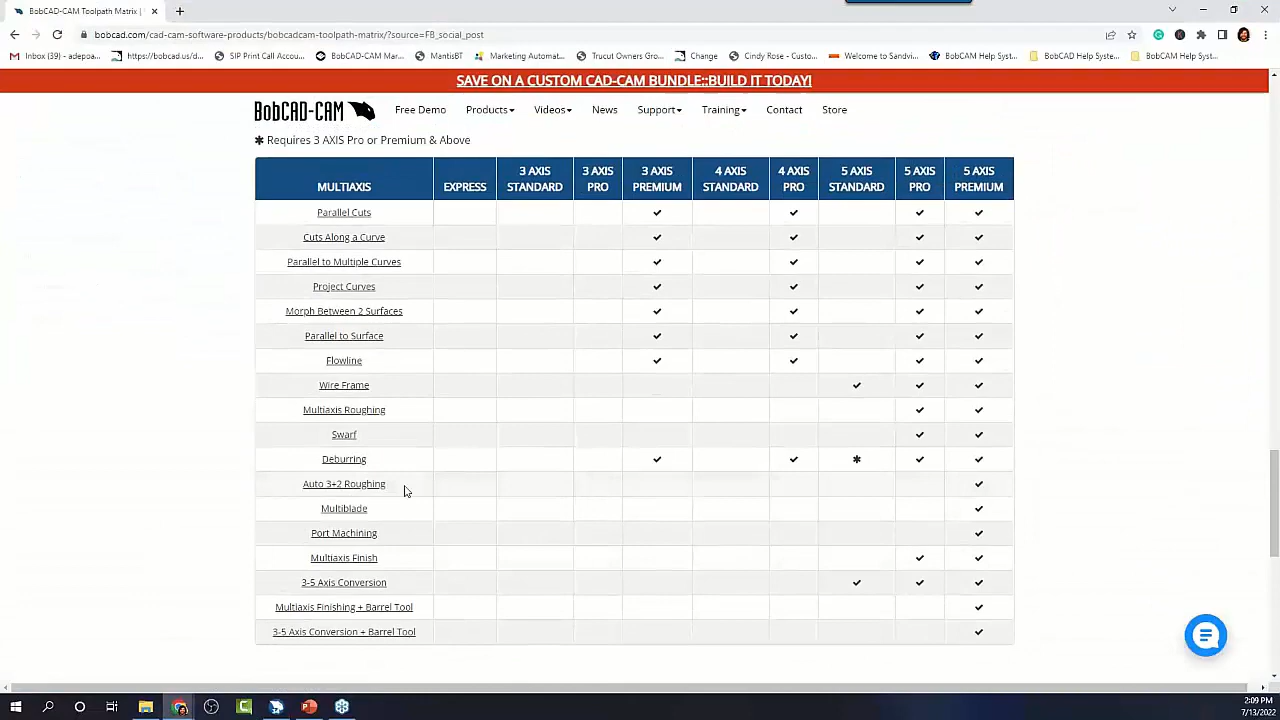 BobCAD-CAM Toolpath Matrix |
bobcad.com/cad-cam-software-products/bobcadcam-toolpath-matrix/?source=FB_social_post
Inbox (39) - adepoa... https://bobcad.us/d... SIP Print Call Accou... BobCAD-CAM Mar... MantisBT Marketing Automat... Trucut Owners Gro... Change Cindy Rose - Custo... Welcome to Sandvi... BobCAM Help Syst... BobCAD Help Syste... BobCAM Help Syst...
SAVE ON A CUSTOM CAD-CAM BUNDLE::BUILD IT TODAY!
BobCAD-CAM Free Demo Products Videos News Support Training Contact Store
✱ Requires 3 AXIS Pro or Premium & Above
MULTIAXIS EXPRESS 3 AXIS STANDARD 3 AXIS PRO 3 AXIS PREMIUM 4 AXIS STANDARD 4 AXIS PRO 5 AXIS STANDARD 5 AXIS PRO 5 AXIS PREMIUM
Parallel Cuts ✔ ✔ ✔ ✔
Cuts Along a Curve ✔ ✔ ✔ ✔
Parallel to Multiple Curves ✔ ✔ ✔ ✔
Project Curves ✔ ✔ ✔ ✔
Morph Between 2 Surfaces ✔ ✔ ✔ ✔
Parallel to Surface ✔ ✔ ✔ ✔
Flowline ✔ ✔ ✔ ✔
Wire Frame ✔ ✔ ✔
Multiaxis Roughing ✔ ✔
Swarf ✔ ✔
Deburring ✔ ✔ ✱ ✔ ✔
Auto 3+2 Roughing ✔
Multiblade ✔
Port Machining ✔
Multiaxis Finish ✔ ✔
3-5 Axis Conversion ✔ ✔ ✔
Multiaxis Finishing + Barrel Tool ✔
3-5 Axis Conversion + Barrel Tool ✔
2:09 PM
7/13/2022